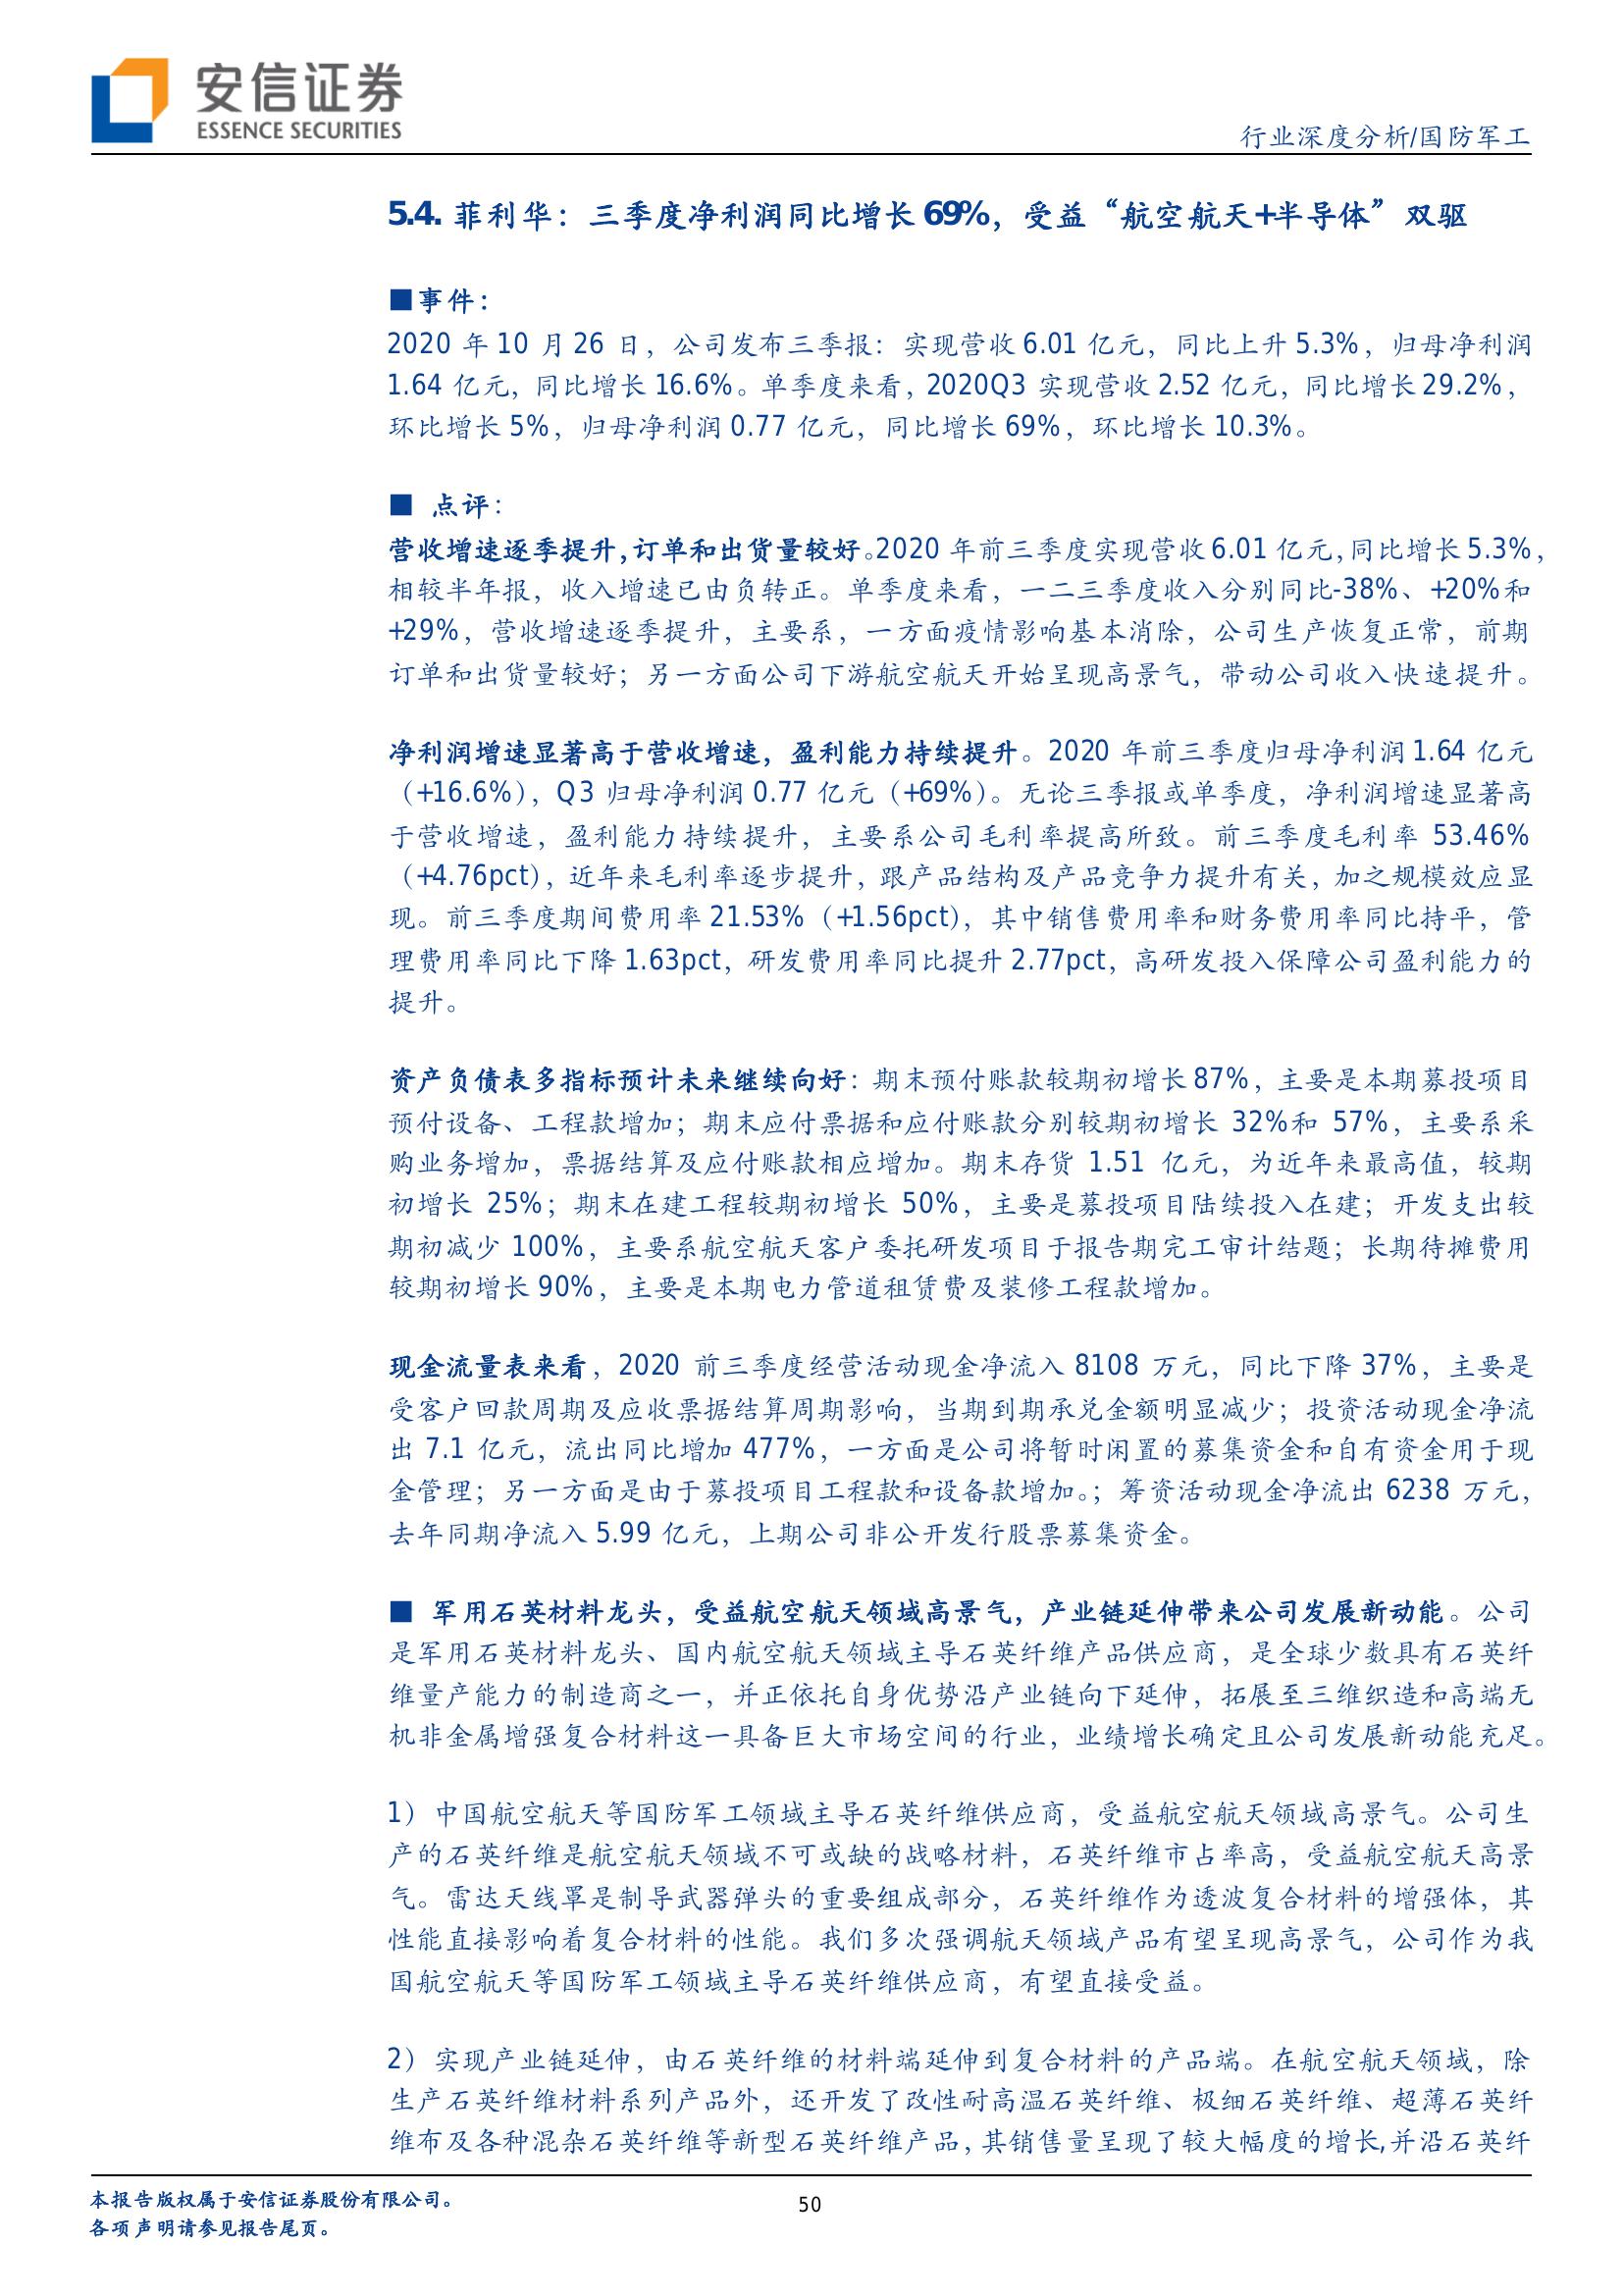 安信证券
ESSENCE SECURITIES
行业深度分析/国防军工
5.4. 菲利华：三季度净利润同比增长 69%，受益“航空航天+半导体”双驱
■事件：
2020 年 10 月 26 日，公司发布三季报：实现营收 6.01 亿元，同比上升 5.3%，归母净利润
1.64 亿元，同比增长 16.6%。单季度来看，2020Q3 实现营收 2.52 亿元，同比增长 29.2%，
环比增长 5%，归母净利润 0.77 亿元，同比增长 69%，环比增长 10.3%。
■ 点评：
营收增速逐季提升，订单和出货量较好。2020 年前三季度实现营收 6.01 亿元，同比增长 5.3%，
相较半年报，收入增速已由负转正。单季度来看，一二三季度收入分别同比-38%、+20%和
+29%，营收增速逐季提升，主要系，一方面疫情影响基本消除，公司生产恢复正常，前期
订单和出货量较好；另一方面公司下游航空航天开始呈现高景气，带动公司收入快速提升。
净利润增速显著高于营收增速，盈利能力持续提升。2020 年前三季度归母净利润 1.64 亿元
（+16.6%），Q3 归母净利润 0.77 亿元（+69%）。无论三季报或单季度，净利润增速显著高
于营收增速，盈利能力持续提升，主要系公司毛利率提高所致。前三季度毛利率 53.46%
（+4.76pct），近年来毛利率逐步提升，跟产品结构及产品竞争力提升有关，加之规模效应显
现。前三季度期间费用率 21.53%（+1.56pct），其中销售费用率和财务费用率同比持平，管
理费用率同比下降 1.63pct，研发费用率同比提升 2.77pct，高研发投入保障公司盈利能力的
提升。
资产负债表多指标预计未来继续向好：期末预付账款较期初增长 87%，主要是本期募投项目
预付设备、工程款增加；期末应付票据和应付账款分别较期初增长 32%和 57%，主要系采
购业务增加，票据结算及应付账款相应增加。期末存货 1.51 亿元，为近年来最高值，较期
初增长 25%；期末在建工程较期初增长 50%，主要是募投项目陆续投入在建；开发支出较
期初减少 100%，主要系航空航天客户委托研发项目于报告期完工审计结题；长期待摊费用
较期初增长 90%，主要是本期电力管道租赁费及装修工程款增加。
现金流量表来看，2020 前三季度经营活动现金净流入 8108 万元，同比下降 37%，主要是
受客户回款周期及应收票据结算周期影响，当期到期承兑金额明显减少；投资活动现金净流
出 7.1 亿元，流出同比增加 477%，一方面是公司将暂时闲置的募集资金和自有资金用于现
金管理；另一方面是由于募投项目工程款和设备款增加。；筹资活动现金净流出 6238 万元，
去年同期净流入 5.99 亿元，上期公司非公开发行股票募集资金。
■ 军用石英材料龙头，受益航空航天领域高景气，产业链延伸带来公司发展新动能。公司
是军用石英材料龙头、国内航空航天领域主导石英纤维产品供应商，是全球少数具有石英纤
维量产能力的制造商之一，并正依托自身优势沿产业链向下延伸，拓展至三维织造和高端无
机非金属增强复合材料这一具备巨大市场空间的行业，业绩增长确定且公司发展新动能充足。
1）中国航空航天等国防军工领域主导石英纤维供应商，受益航空航天领域高景气。公司生
产的石英纤维是航空航天领域不可或缺的战略材料，石英纤维市占率高，受益航空航天高景
气。雷达天线罩是制导武器弹头的重要组成部分，石英纤维作为透波复合材料的增强体，其
性能直接影响着复合材料的性能。我们多次强调航天领域产品有望呈现高景气，公司作为我
国航空航天等国防军工领域主导石英纤维供应商，有望直接受益。
2）实现产业链延伸，由石英纤维的材料端延伸到复合材料的产品端。在航空航天领域，除
生产石英纤维材料系列产品外，还开发了改性耐高温石英纤维、极细石英纤维、超薄石英纤
维布及各种混杂石英纤维等新型石英纤维产品，其销售量呈现了较大幅度的增长，并沿石英纤
本报告版权属于安信证券股份有限公司。
50
各项声明请参见报告尾页。